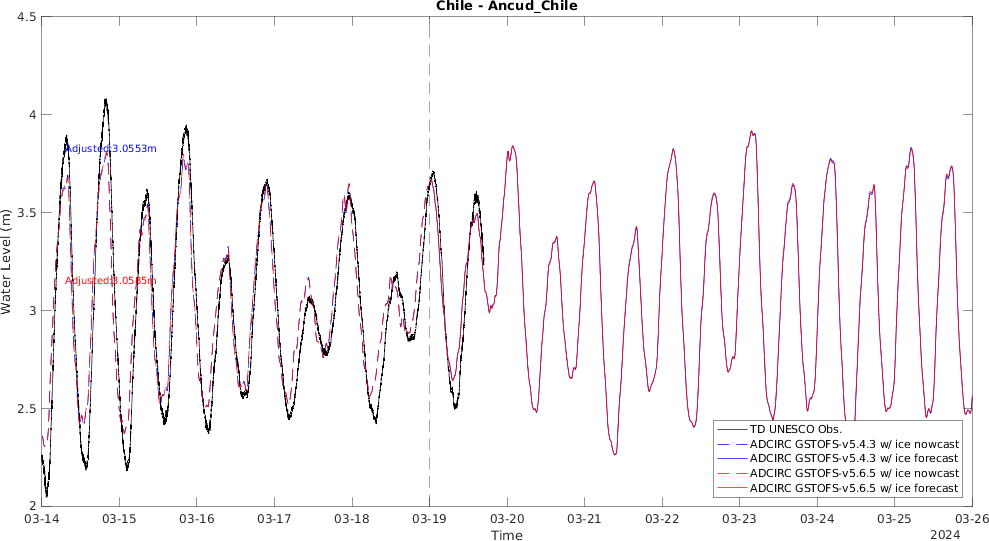 Chile - Ancud_Chile
4.5
4
3.5
3
2.5
2
Water Level (m)
Adjusted:3.0553m
Adjusted:3.0585m
TD UNESCO Obs.
ADCIRC GSTOFS-v5.4.3 w/ ice nowcast
ADCIRC GSTOFS-v5.4.3 w/ ice forecast
ADCIRC GSTOFS-v5.6.5 w/ ice nowcast
ADCIRC GSTOFS-v5.6.5 w/ ice forecast
03-14 03-15 03-16 03-17 03-18 03-19 03-20 03-21 03-22 03-23 03-24 03-25 03-26
Time
2024